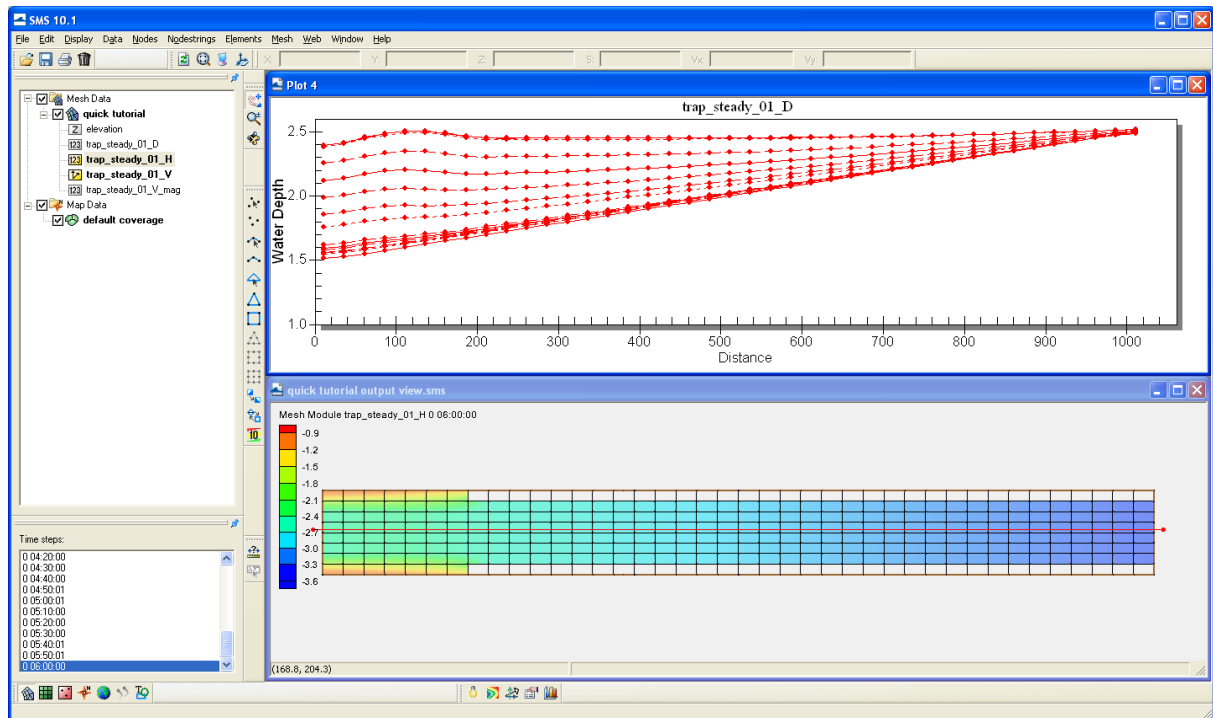 SMS 10.1
File Edit Display Data Nodes Nodestrings Elements Mesh Web Window Help
X: Y: Z: S: Vx: Vy:
Mesh Data
quick tutorial
Z elevation
123 trap_steady_01_D
123 trap_steady_01_H
trap_steady_01_V
123 trap_steady_01_V_mag
Map Data
default coverage
10
Time steps:
0 04:20:00
0 04:30:00
0 04:40:00
0 04:50:01
0 05:00:01
0 05:10:00
0 05:20:00
0 05:30:00
0 05:40:01
0 05:50:01
0 06:00:00
Plot 4
trap_steady_01_D
Water Depth
2.5
2.0
1.5
1.0
0 100 200 300 400 500 600 700 800 900 1000
Distance
quick tutorial output view.sms
Mesh Module trap_steady_01_H 0 06:00:00
-0.9
-1.2
-1.5
-1.8
-2.1
-2.4
-2.7
-3.0
-3.3
-3.6
(168.8, 204.3)